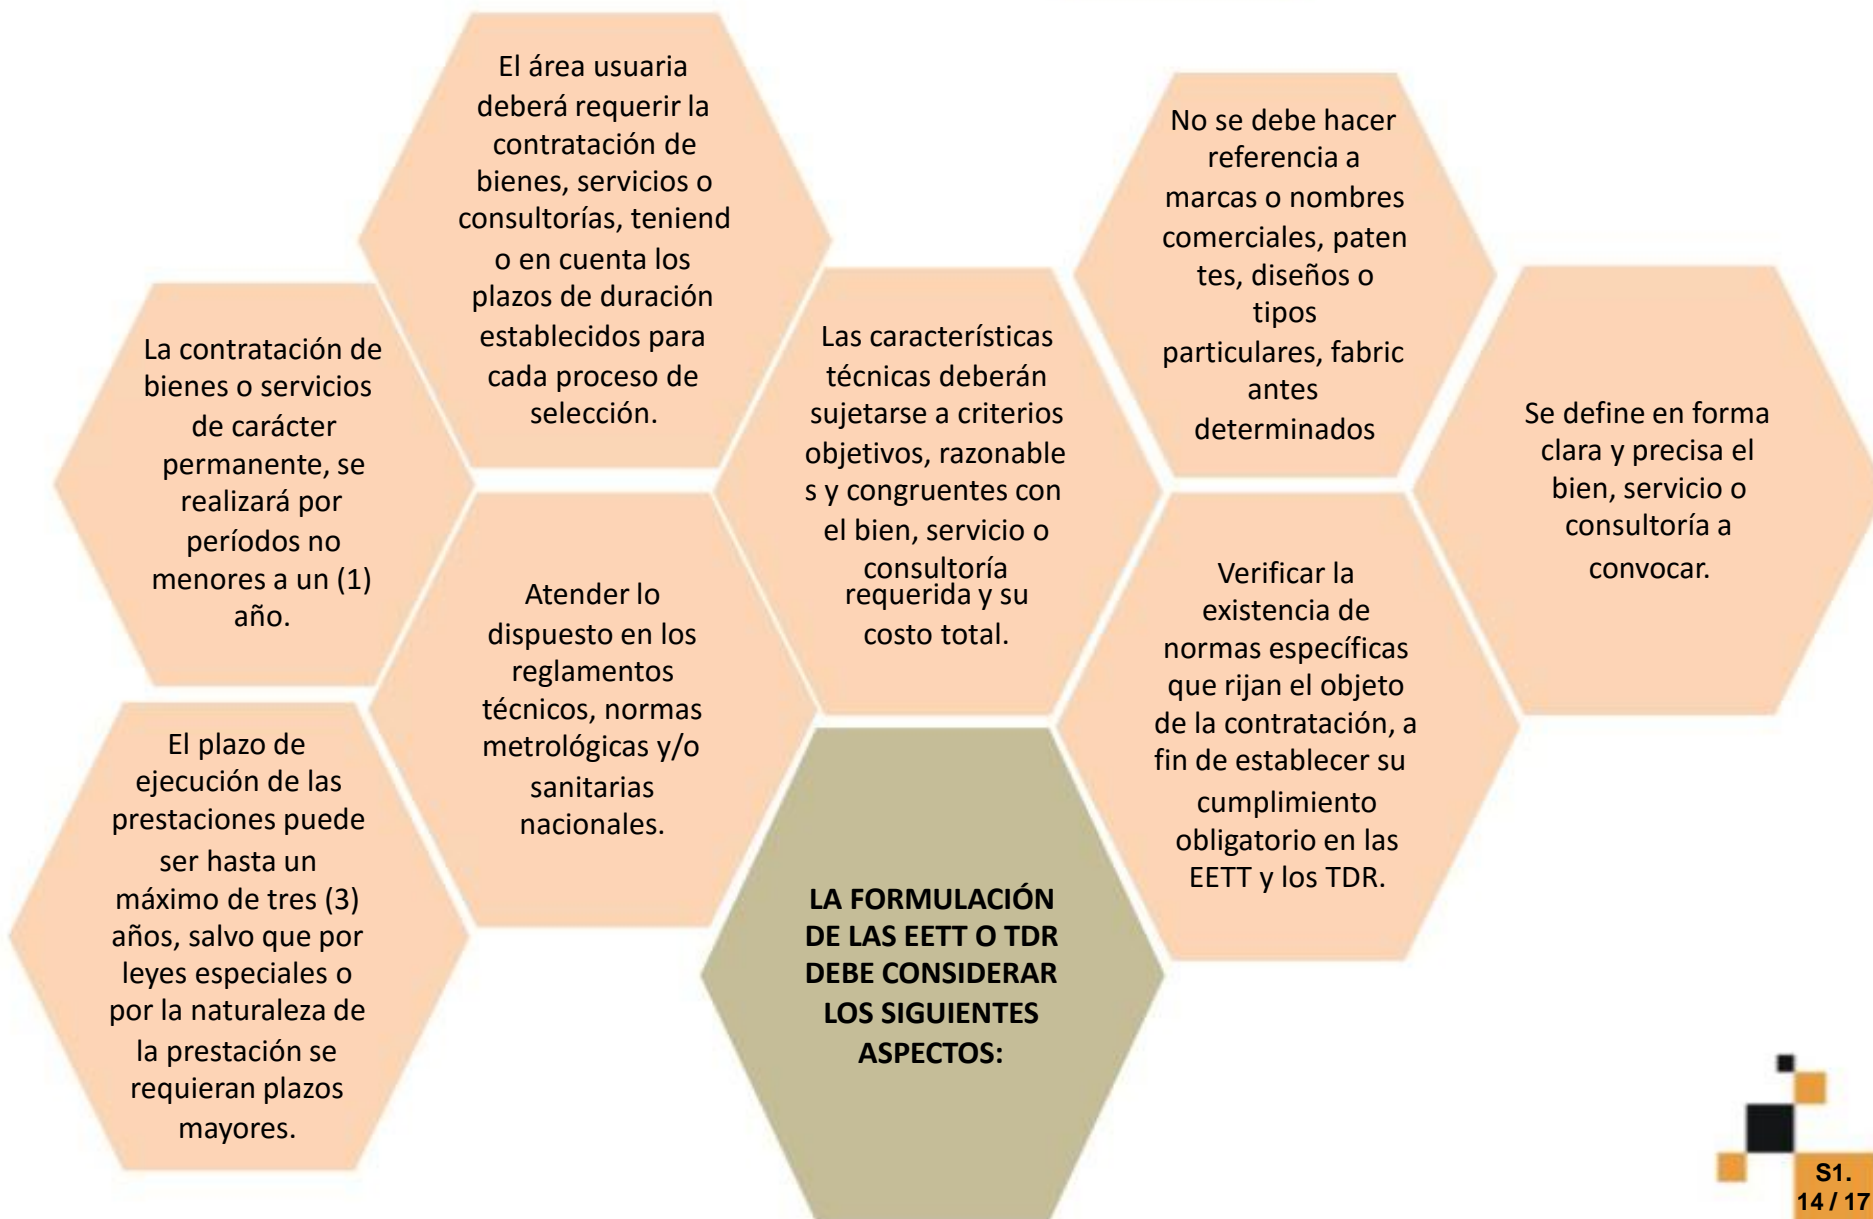 El área usuaria
deberá requerir la
contratación de
bienes, servicios o
consultorías, teniend
o en cuenta los
plazos de duración
establecidos para
cada proceso de
selección.
No se debe hacer
referencia a
marcas o nombres
comerciales, paten
tes, diseños o
tipos
particulares, fabric
antes
determinados
La contratación de
bienes o servicios
de carácter
permanente, se
realizará por
períodos no
menores a un (1)
año.
Las características
técnicas deberán
sujetarse a criterios
objetivos, razonable
s y congruentes con
el bien, servicio o
consultoría
requerida y su
costo total.
Se define en forma
clara y precisa el
bien, servicio o
consultoría a
convocar.
Atender lo
dispuesto en los
reglamentos
técnicos, normas
metrológicas y/o
sanitarias
nacionales.
Verificar la
existencia de
normas específicas
que rijan el objeto
de la contratación, a
fin de establecer su
cumplimiento
obligatorio en las
EETT y los TDR.
El plazo de
ejecución de las
prestaciones puede
ser hasta un
máximo de tres (3)
años, salvo que por
leyes especiales o
por la naturaleza de
la prestación se
requieran plazos
mayores.
LA FORMULACIÓN
DE LAS EETT O TDR
DEBE CONSIDERAR
LOS SIGUIENTES
ASPECTOS:
S1.
14 / 17